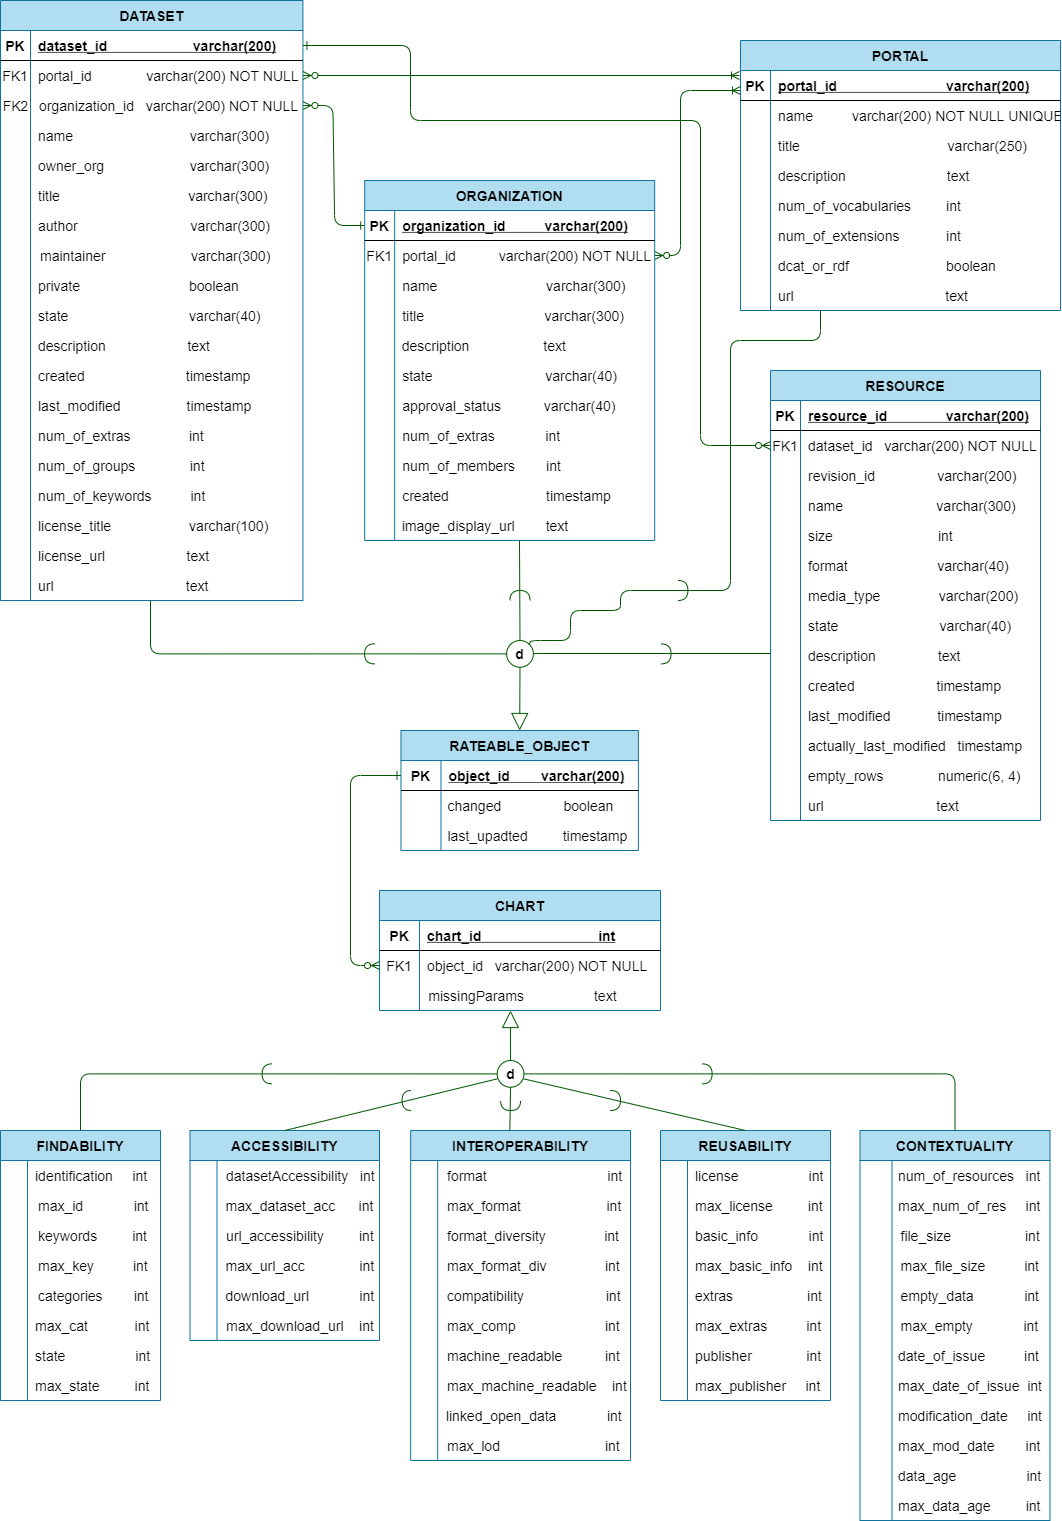 DATASET
PK dataset_id varchar(200)
FK1 portal_id varchar(200) NOT NULL
FK2 organization_id varchar(200) NOT NULL
name varchar(300)
owner_org varchar(300)
title varchar(300)
author varchar(300)
maintainer varchar(300)
private boolean
state varchar(40)
description text
created timestamp
last_modified timestamp
num_of_extras int
num_of_groups int
num_of_keywords int
license_title varchar(100)
license_url text
url text
PORTAL
PK portal_id varchar(200)
name varchar(200) NOT NULL UNIQUE
title varchar(250)
description text
num_of_vocabularies int
num_of_extensions int
dcat_or_rdf boolean
url text
ORGANIZATION
PK organization_id varchar(200)
FK1 portal_id varchar(200) NOT NULL
name varchar(300)
title varchar(300)
description text
state varchar(40)
approval_status varchar(40)
num_of_extras int
num_of_members int
created timestamp
image_display_url text
RESOURCE
PK resource_id varchar(200)
FK1 dataset_id varchar(200) NOT NULL
revision_id varchar(200)
name varchar(300)
size int
format varchar(40)
media_type varchar(200)
state varchar(40)
description text
created timestamp
last_modified timestamp
actually_last_modified timestamp
empty_rows numeric(6, 4)
url text
d
RATEABLE_OBJECT
PK object_id varchar(200)
changed boolean
last_upadted timestamp
CHART
PK chart_id int
FK1 object_id varchar(200) NOT NULL
missingParams text
d
FINDABILITY
identification int
max_id int
keywords int
max_key int
categories int
max_cat int
state int
max_state int
ACCESSIBILITY
datasetAccessibility int
max_dataset_acc int
url_accessibility int
max_url_acc int
download_url int
max_download_url int
INTEROPERABILITY
format int
max_format int
format_diversity int
max_format_div int
compatibility int
max_comp int
machine_readable int
max_machine_readable int
linked_open_data int
max_lod int
REUSABILITY
license int
max_license int
basic_info int
max_basic_info int
extras int
max_extras int
publisher int
max_publisher int
CONTEXTUALITY
num_of_resources int
max_num_of_res int
file_size int
max_file_size int
empty_data int
max_empty int
date_of_issue int
max_date_of_issue int
modification_date int
max_mod_date int
data_age int
max_data_age int